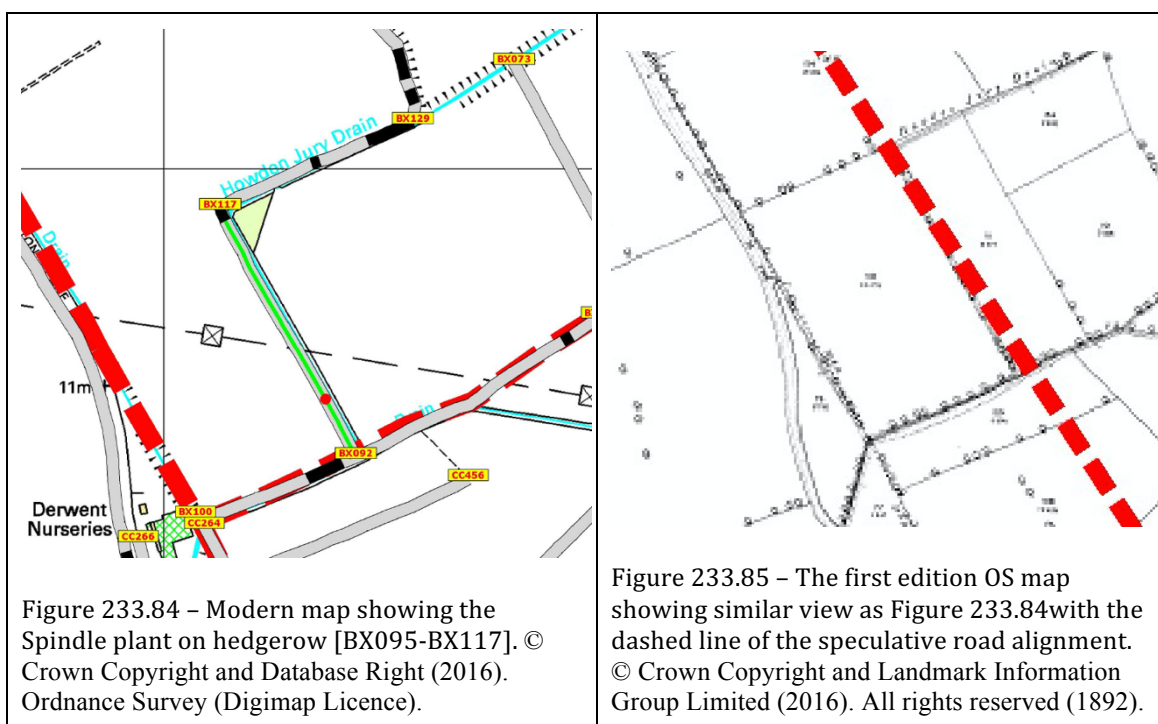 BX073
BX129
Howdon Jury Drain
BX117
Drain
11m
Drain
BX092
CC456
Derwent
Nurseries
BX100
CC264
CC266
Figure 233.84 – Modern map showing the
Spindle plant on hedgerow [BX095-BX117]. ©
Crown Copyright and Database Right (2016).
Ordnance Survey (Digimap Licence).
Figure 233.85 – The first edition OS map
showing similar view as Figure 233.84with the
dashed line of the speculative road alignment.
© Crown Copyright and Landmark Information
Group Limited (2016). All rights reserved (1892).